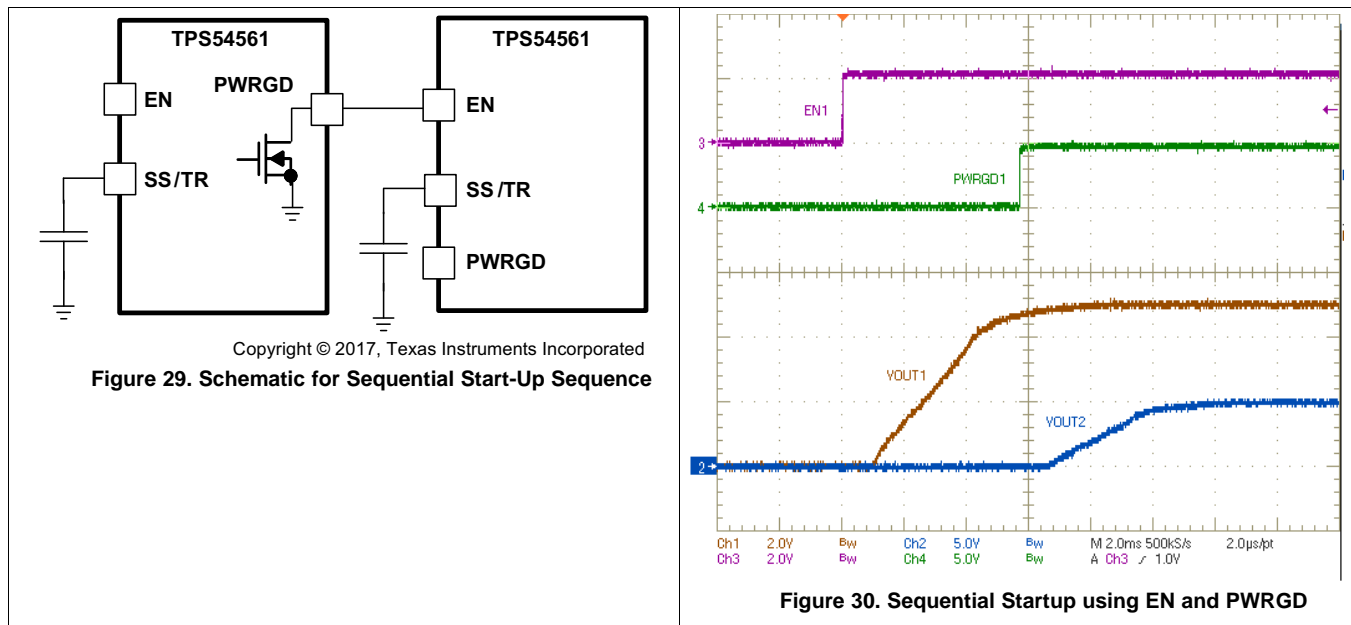 TPS54561
EN
PWRGD
SS/TR
TPS54561
EN
SS/TR
PWRGD
Copyright © 2017, Texas Instruments Incorporated
Figure 29. Schematic for Sequential Start-Up Sequence
EN1
3
PWRGD1
4
VOUT1
VOUT2
2
Ch1 2.0V Bw Ch2 5.0V Bw M 2.0ms 500kS/s 2.0µs/pt
Ch3 2.0V Bw Ch4 5.0V Bw A Ch3 / 1.0V
Figure 30. Sequential Startup using EN and PWRGD